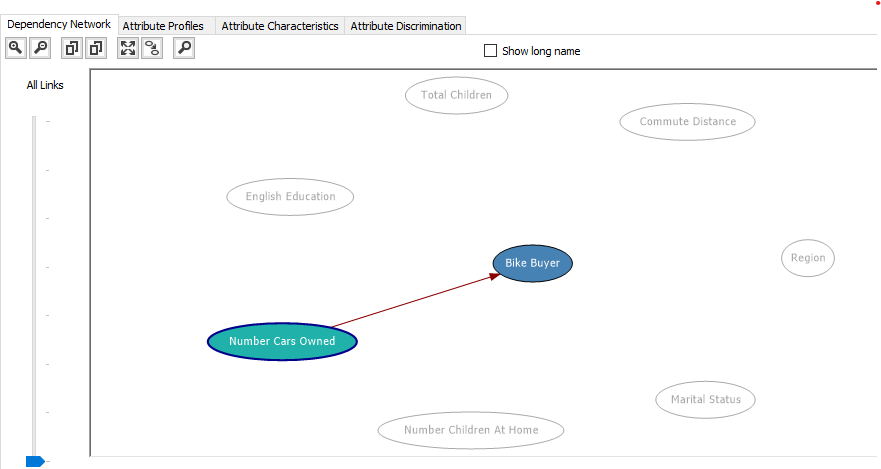 Dependency Network
Attribute Profiles
Attribute Characteristics
Attribute Discrimination
Show long name
All Links
Total Children
Commute Distance
English Education
Bike Buyer
Region
Number Cars Owned
Marital Status
Number Children At Home